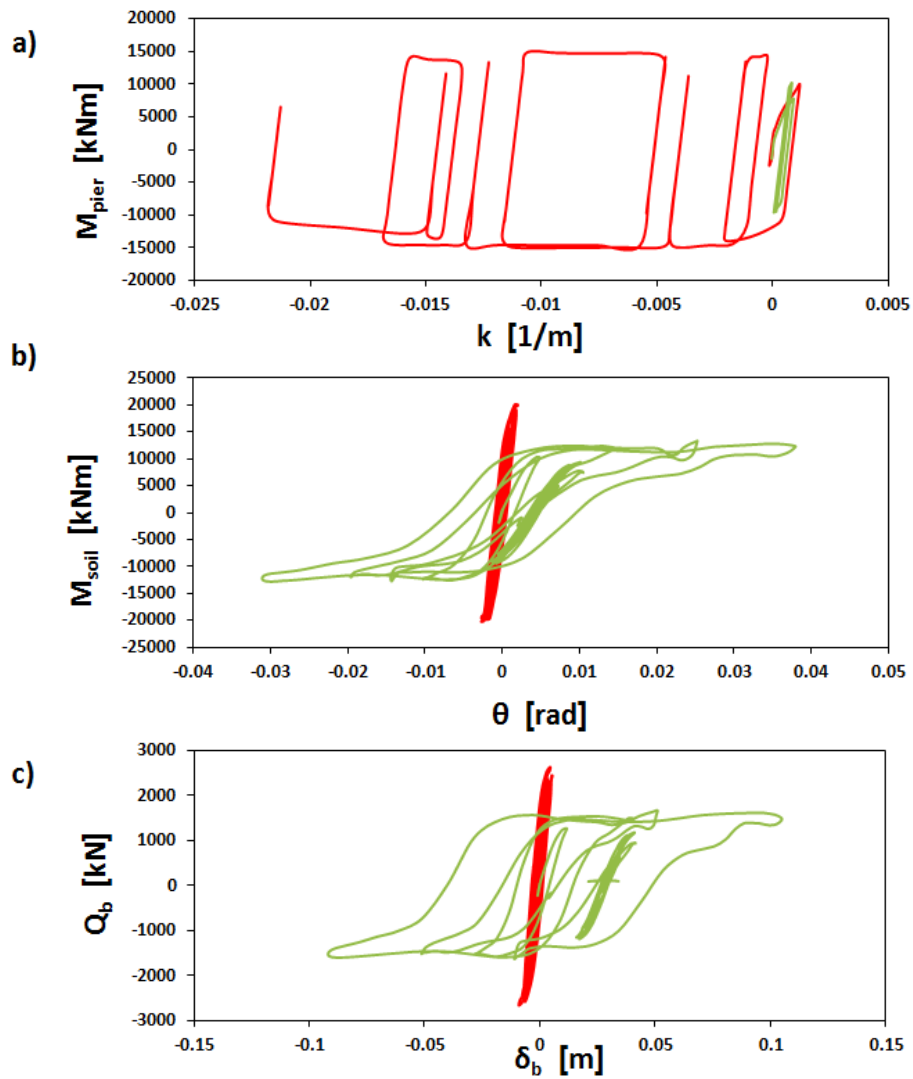 a)
M_pier [kNm]
20000
15000
10000
5000
0
-5000
-10000
-15000
-20000
-0.025 -0.02 -0.015 -0.01 -0.005 0 0.005
k [1/m]
b)
M_soil [kNm]
25000
20000
15000
10000
5000
0
-5000
-10000
-15000
-20000
-25000
-0.04 -0.03 -0.02 -0.01 0 0.01 0.02 0.03 0.04 0.05
θ [rad]
c)
Q_b [kN]
3000
2000
1000
0
-1000
-2000
-3000
-0.15 -0.1 -0.05 0 0.05 0.1 0.15
δ_b [m]